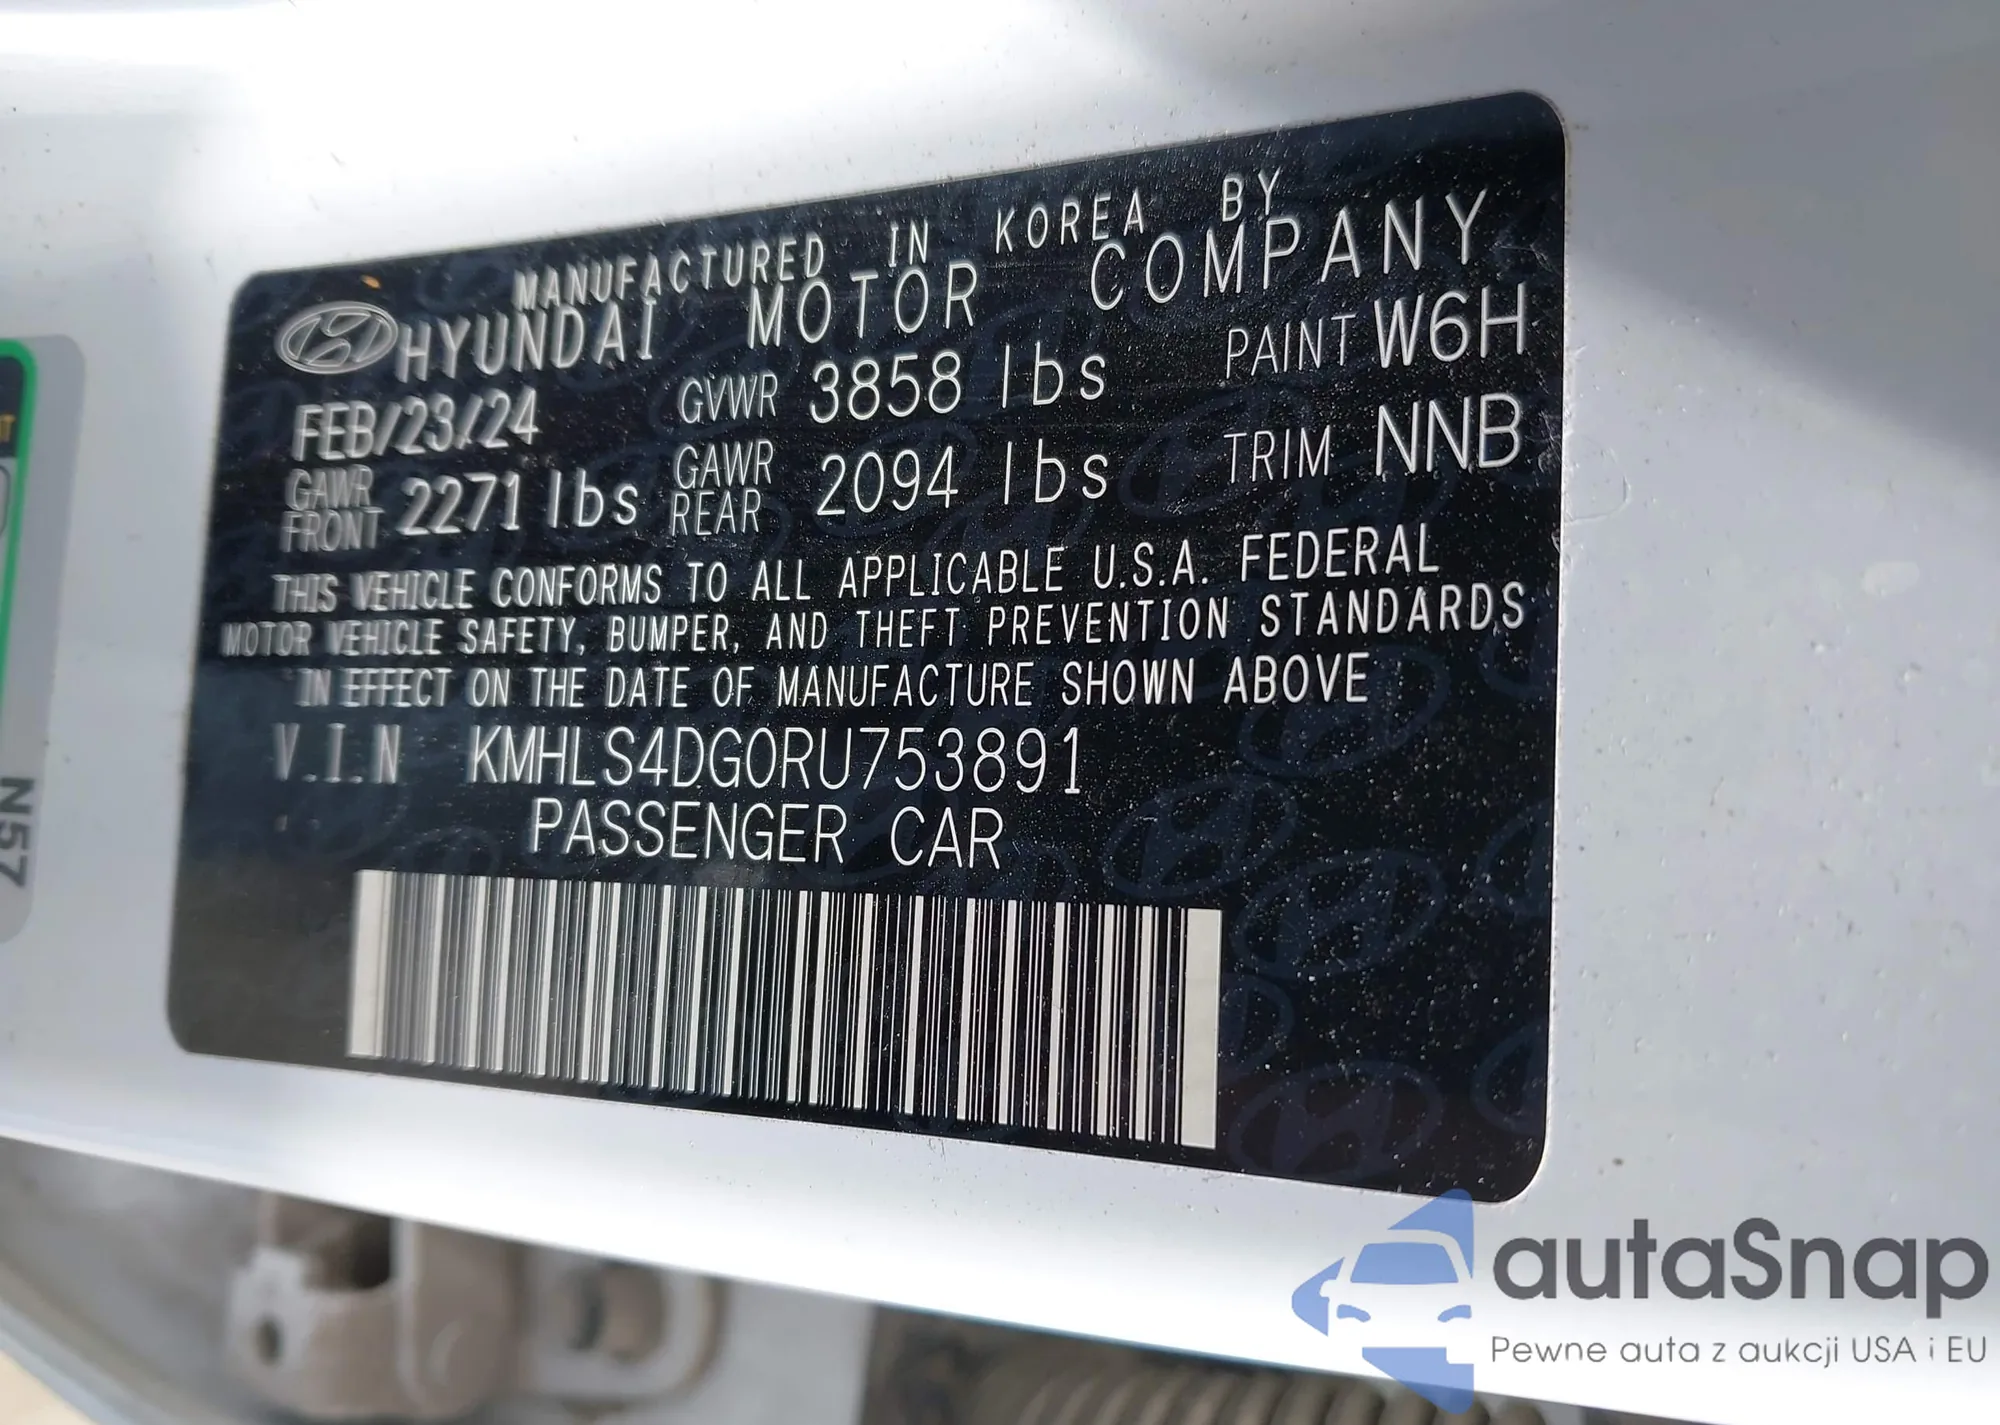 MANUFACTURED IN KOREA BY
HYUNDAI MOTOR COMPANY
FEB/23/24 GVWR 3858 lbs PAINT W6H
GAWR FRONT 2271 lbs GAWR REAR 2094 lbs TRIM NNB
THIS VEHICLE CONFORMS TO ALL APPLICABLE U.S.A. FEDERAL
MOTOR VEHICLE SAFETY, BUMPER, AND THEFT PREVENTION STANDARDS
IN EFFECT ON THE DATE OF MANUFACTURE SHOWN ABOVE
V.I.N KMHLS4DG0RU753891
PASSENGER CAR
N57
autaSnap
Pewne auta z aukcji USA i EU